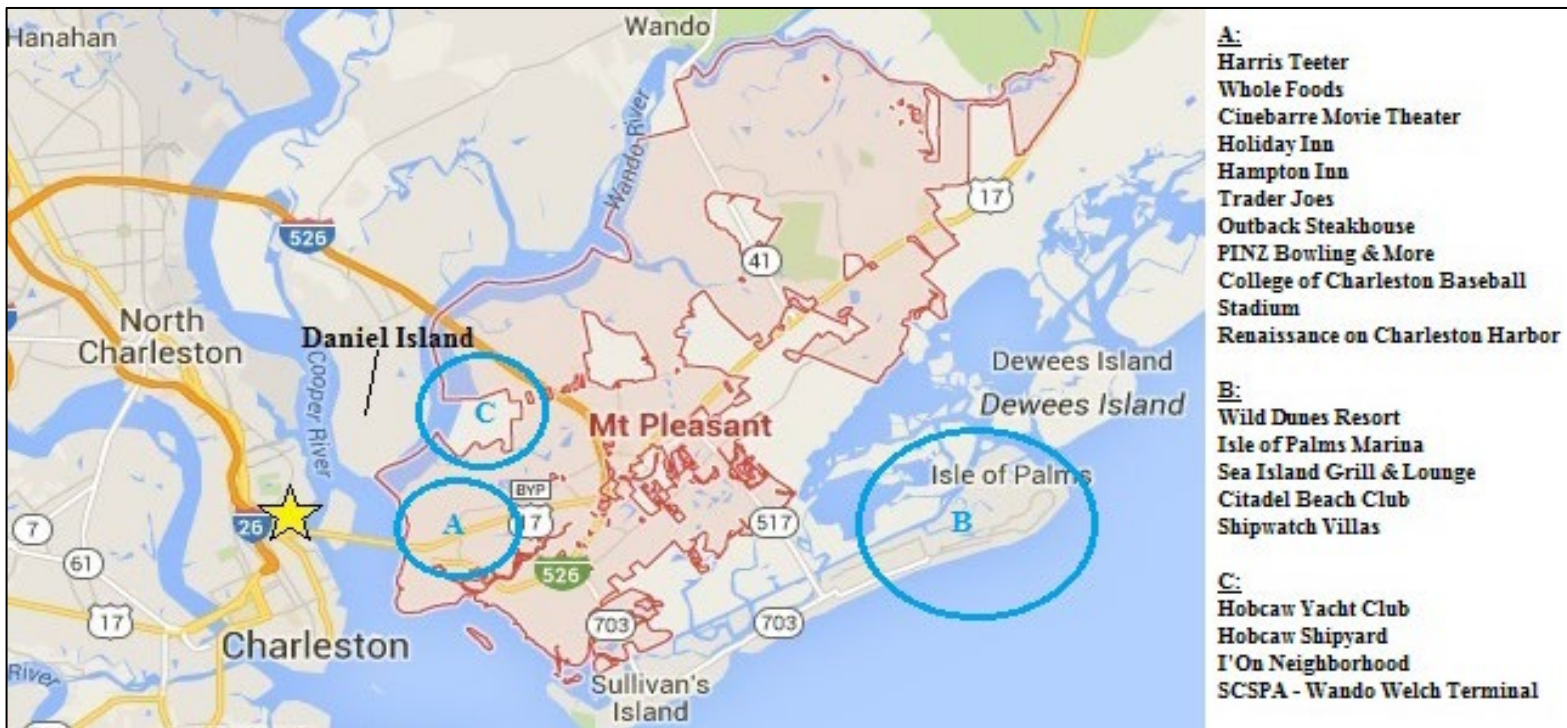 Hanahan
Wando
Wando River
526
17
41
North
Charleston
Daniel Island
Cooper River
Dewees Island
Dewees Island
C
Mt Pleasant
Isle of Palms
BYP
A
17
B
26
7
517
61
526
17
703
703
Charleston
River
Sullivan's
Island
A:
Harris Teeter
Whole Foods
Cinebarre Movie Theater
Holiday Inn
Hampton Inn
Trader Joes
Outback Steakhouse
PINZ Bowling & More
College of Charleston Baseball
Stadium
Renaissance on Charleston Harbor
B:
Wild Dunes Resort
Isle of Palms Marina
Sea Island Grill & Lounge
Citadel Beach Club
Shipwatch Villas
C:
Hobcaw Yacht Club
Hobcaw Shipyard
I'On Neighborhood
SCSPA - Wando Welch Terminal